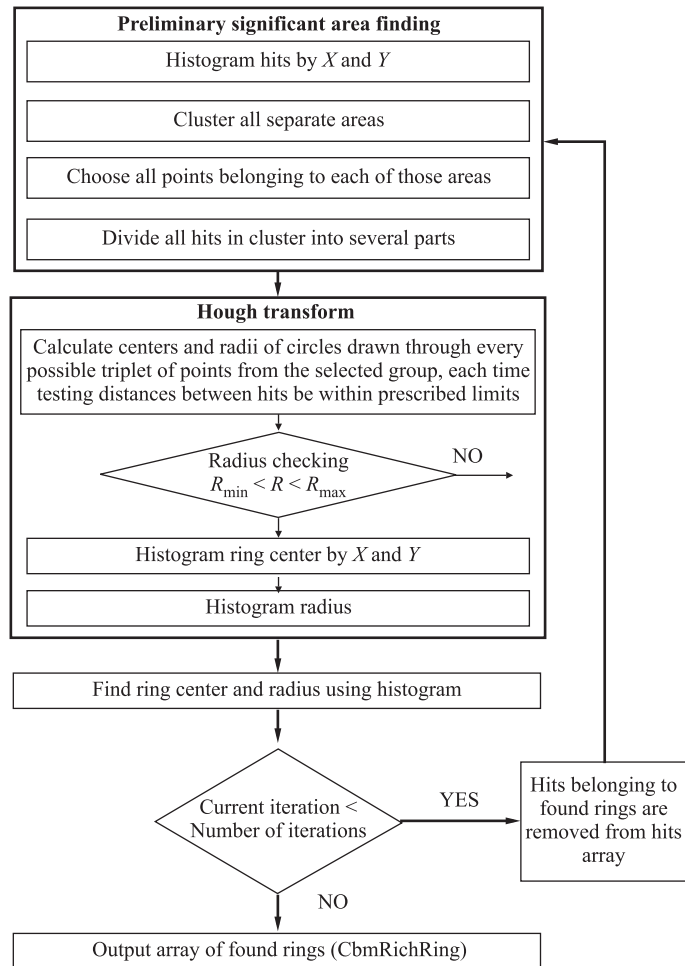 Preliminary significant area finding
Histogram hits by X and Y
Cluster all separate areas
Choose all points belonging to each of those areas
Divide all hits in cluster into several parts
Hough transform
Calculate centers and radii of circles drawn through every
possible triplet of points from the selected group, each time
testing distances between hits be within prescribed limits
Radius checking
Rmin < R < Rmax
NO
Histogram ring center by X and Y
Histogram radius
Find ring center and radius using histogram
Current iteration <
Number of iterations
YES
Hits belonging to
found rings are
removed from hits
array
NO
Output array of found rings (CbmRichRing)